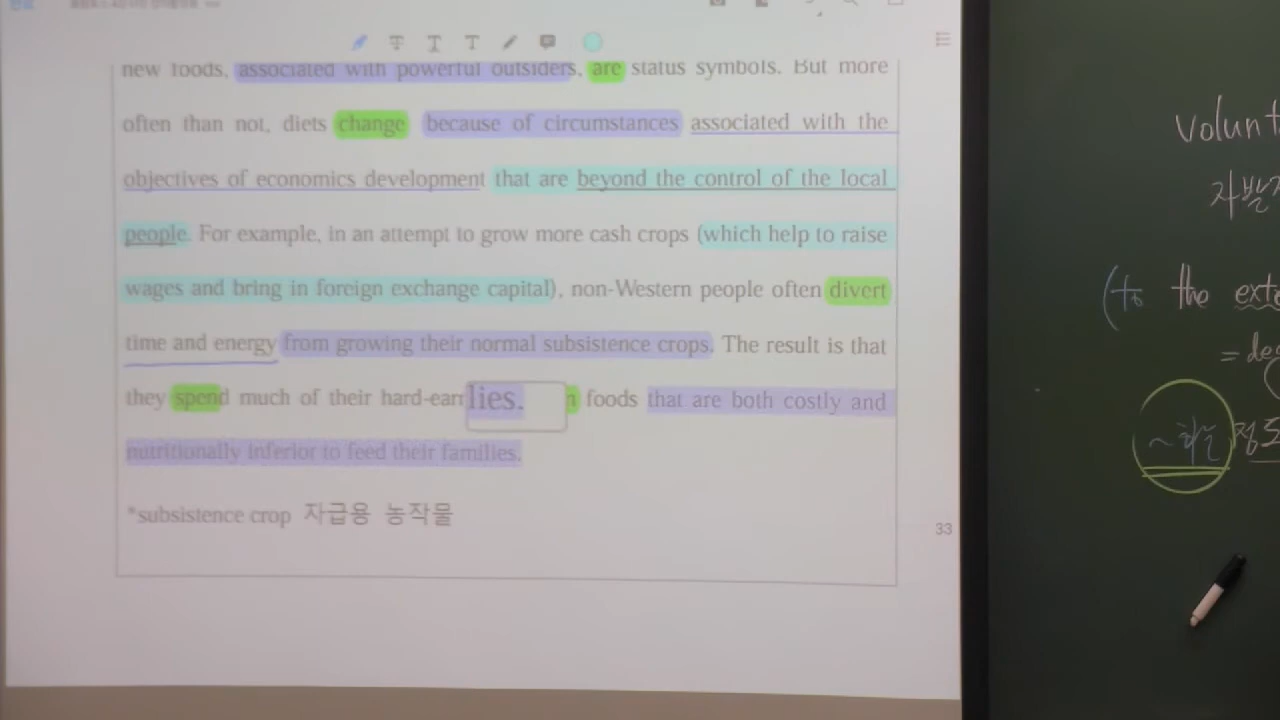 new foods, associated with powerful outsiders, are status symbols. But more
often than not, diets change because of circumstances associated with the
objectives of economics development that are beyond the control of the local
people. For example, in an attempt to grow more cash crops (which help to raise
wages and bring in foreign exchange capital), non-Western people often divert
time and energy from growing their normal subsistence crops. The result is that
they spend much of their hard-earn lies. n foods that are both costly and
nutritionally inferior to feed their families.
*subsistence crop 자급용 농작물
33
Volunt
자발적
(to the exte
= deg
~하는 정도